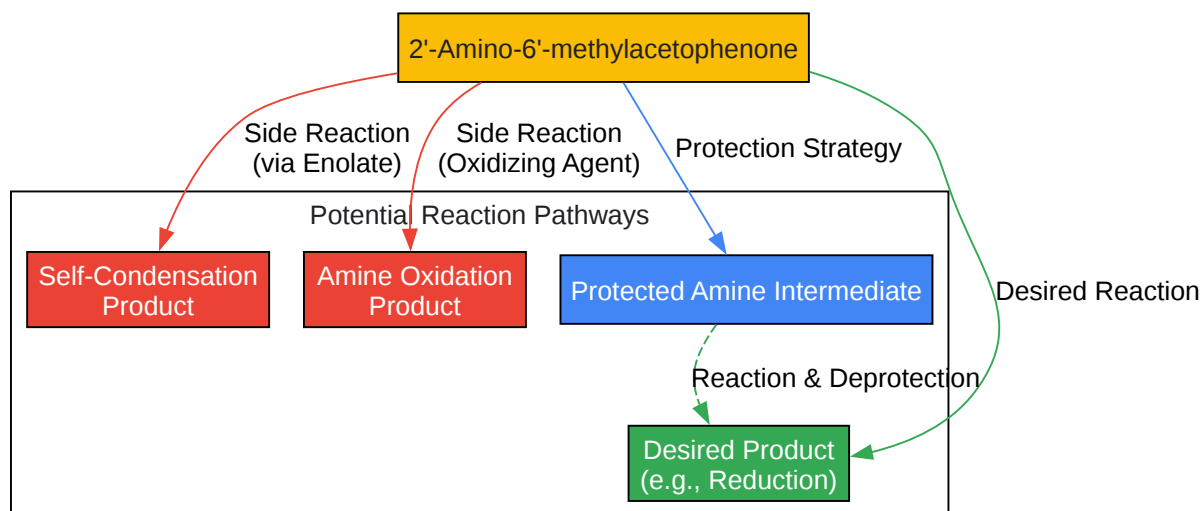 2'-Amino-6'-methylacetophenone
Side Reaction
(via Enolate)
Side Reaction
(Oxidizing Agent)
Protection Strategy
Potential Reaction Pathways
Self-Condensation
Product
Amine Oxidation
Product
Protected Amine Intermediate
Desired Reaction
Reaction & Deprotection
Desired Product
(e.g., Reduction)